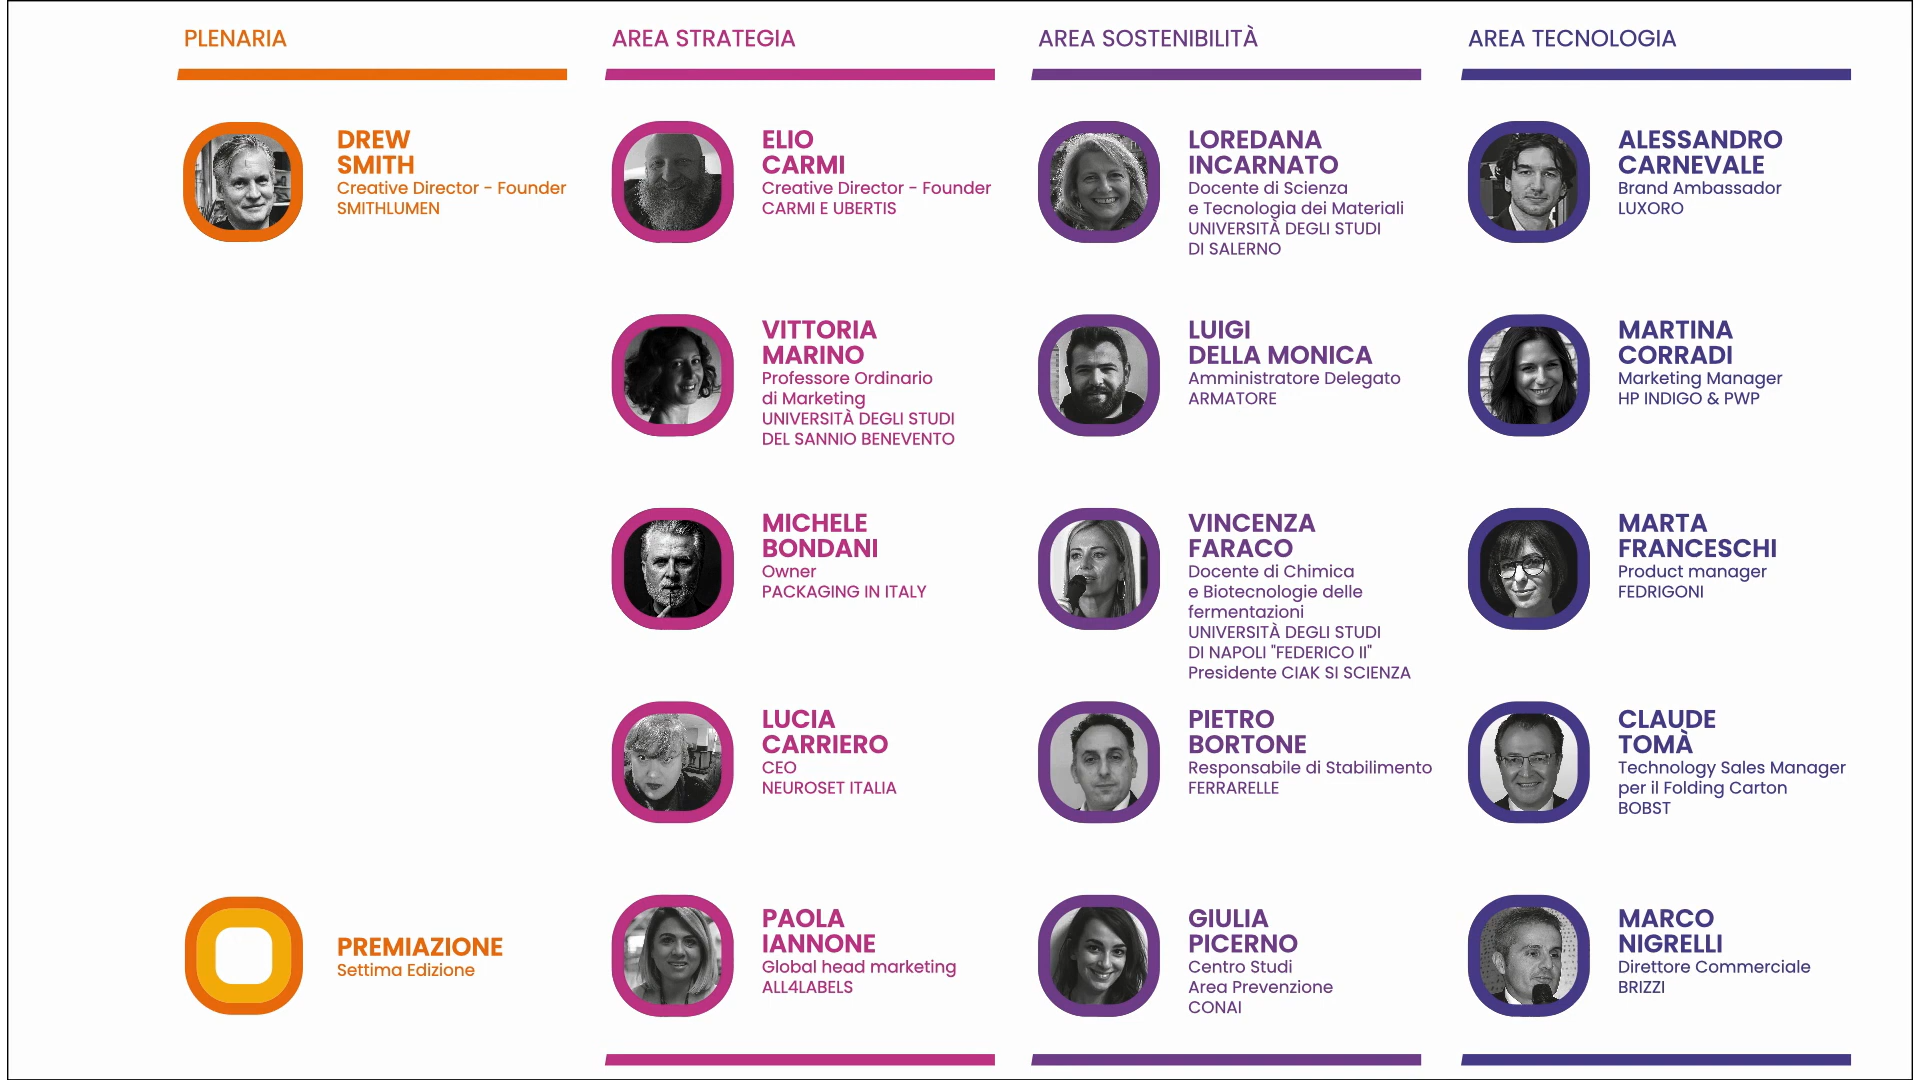 PLENARIA
DREW
SMITH
Creative Director - Founder
SMITHLUMEN
PREMIAZIONE
Settima Edizione
AREA STRATEGIA
ELIO
CARMI
Creative Director - Founder
CARMI E UBERTIS
VITTORIA
MARINO
Professore Ordinario
di Marketing
UNIVERSITÀ DEGLI STUDI
DEL SANNIO BENEVENTO
MICHELE
BONDANI
Owner
PACKAGING IN ITALY
LUCIA
CARRIERO
CEO
NEUROSET ITALIA
PAOLA
IANNONE
Global head marketing
ALL4LABELS
AREA SOSTENIBILITÀ
LOREDANA
INCARNATO
Docente di Scienza
e Tecnologia dei Materiali
UNIVERSITÀ DEGLI STUDI
DI SALERNO
LUIGI
DELLA MONICA
Amministratore Delegato
ARMATORE
VINCENZA
FARACO
Docente di Chimica
e Biotecnologie delle
fermentazioni
UNIVERSITÀ DEGLI STUDI
DI NAPOLI "FEDERICO II"
Presidente CIAK SI SCIENZA
PIETRO
BORTONE
Responsabile di Stabilimento
FERRARELLE
GIULIA
PICERNO
Centro Studi
Area Prevenzione
CONAI
AREA TECNOLOGIA
ALESSANDRO
CARNEVALE
Brand Ambassador
LUXORO
MARTINA
CORRADI
Marketing Manager
HP INDIGO & PWP
MARTA
FRANCESCHI
Product manager
FEDRIGONI
CLAUDE
TOMÀ
Technology Sales Manager
per il Folding Carton
BOBST
MARCO
NIGRELLI
Direttore Commerciale
BRIZZI